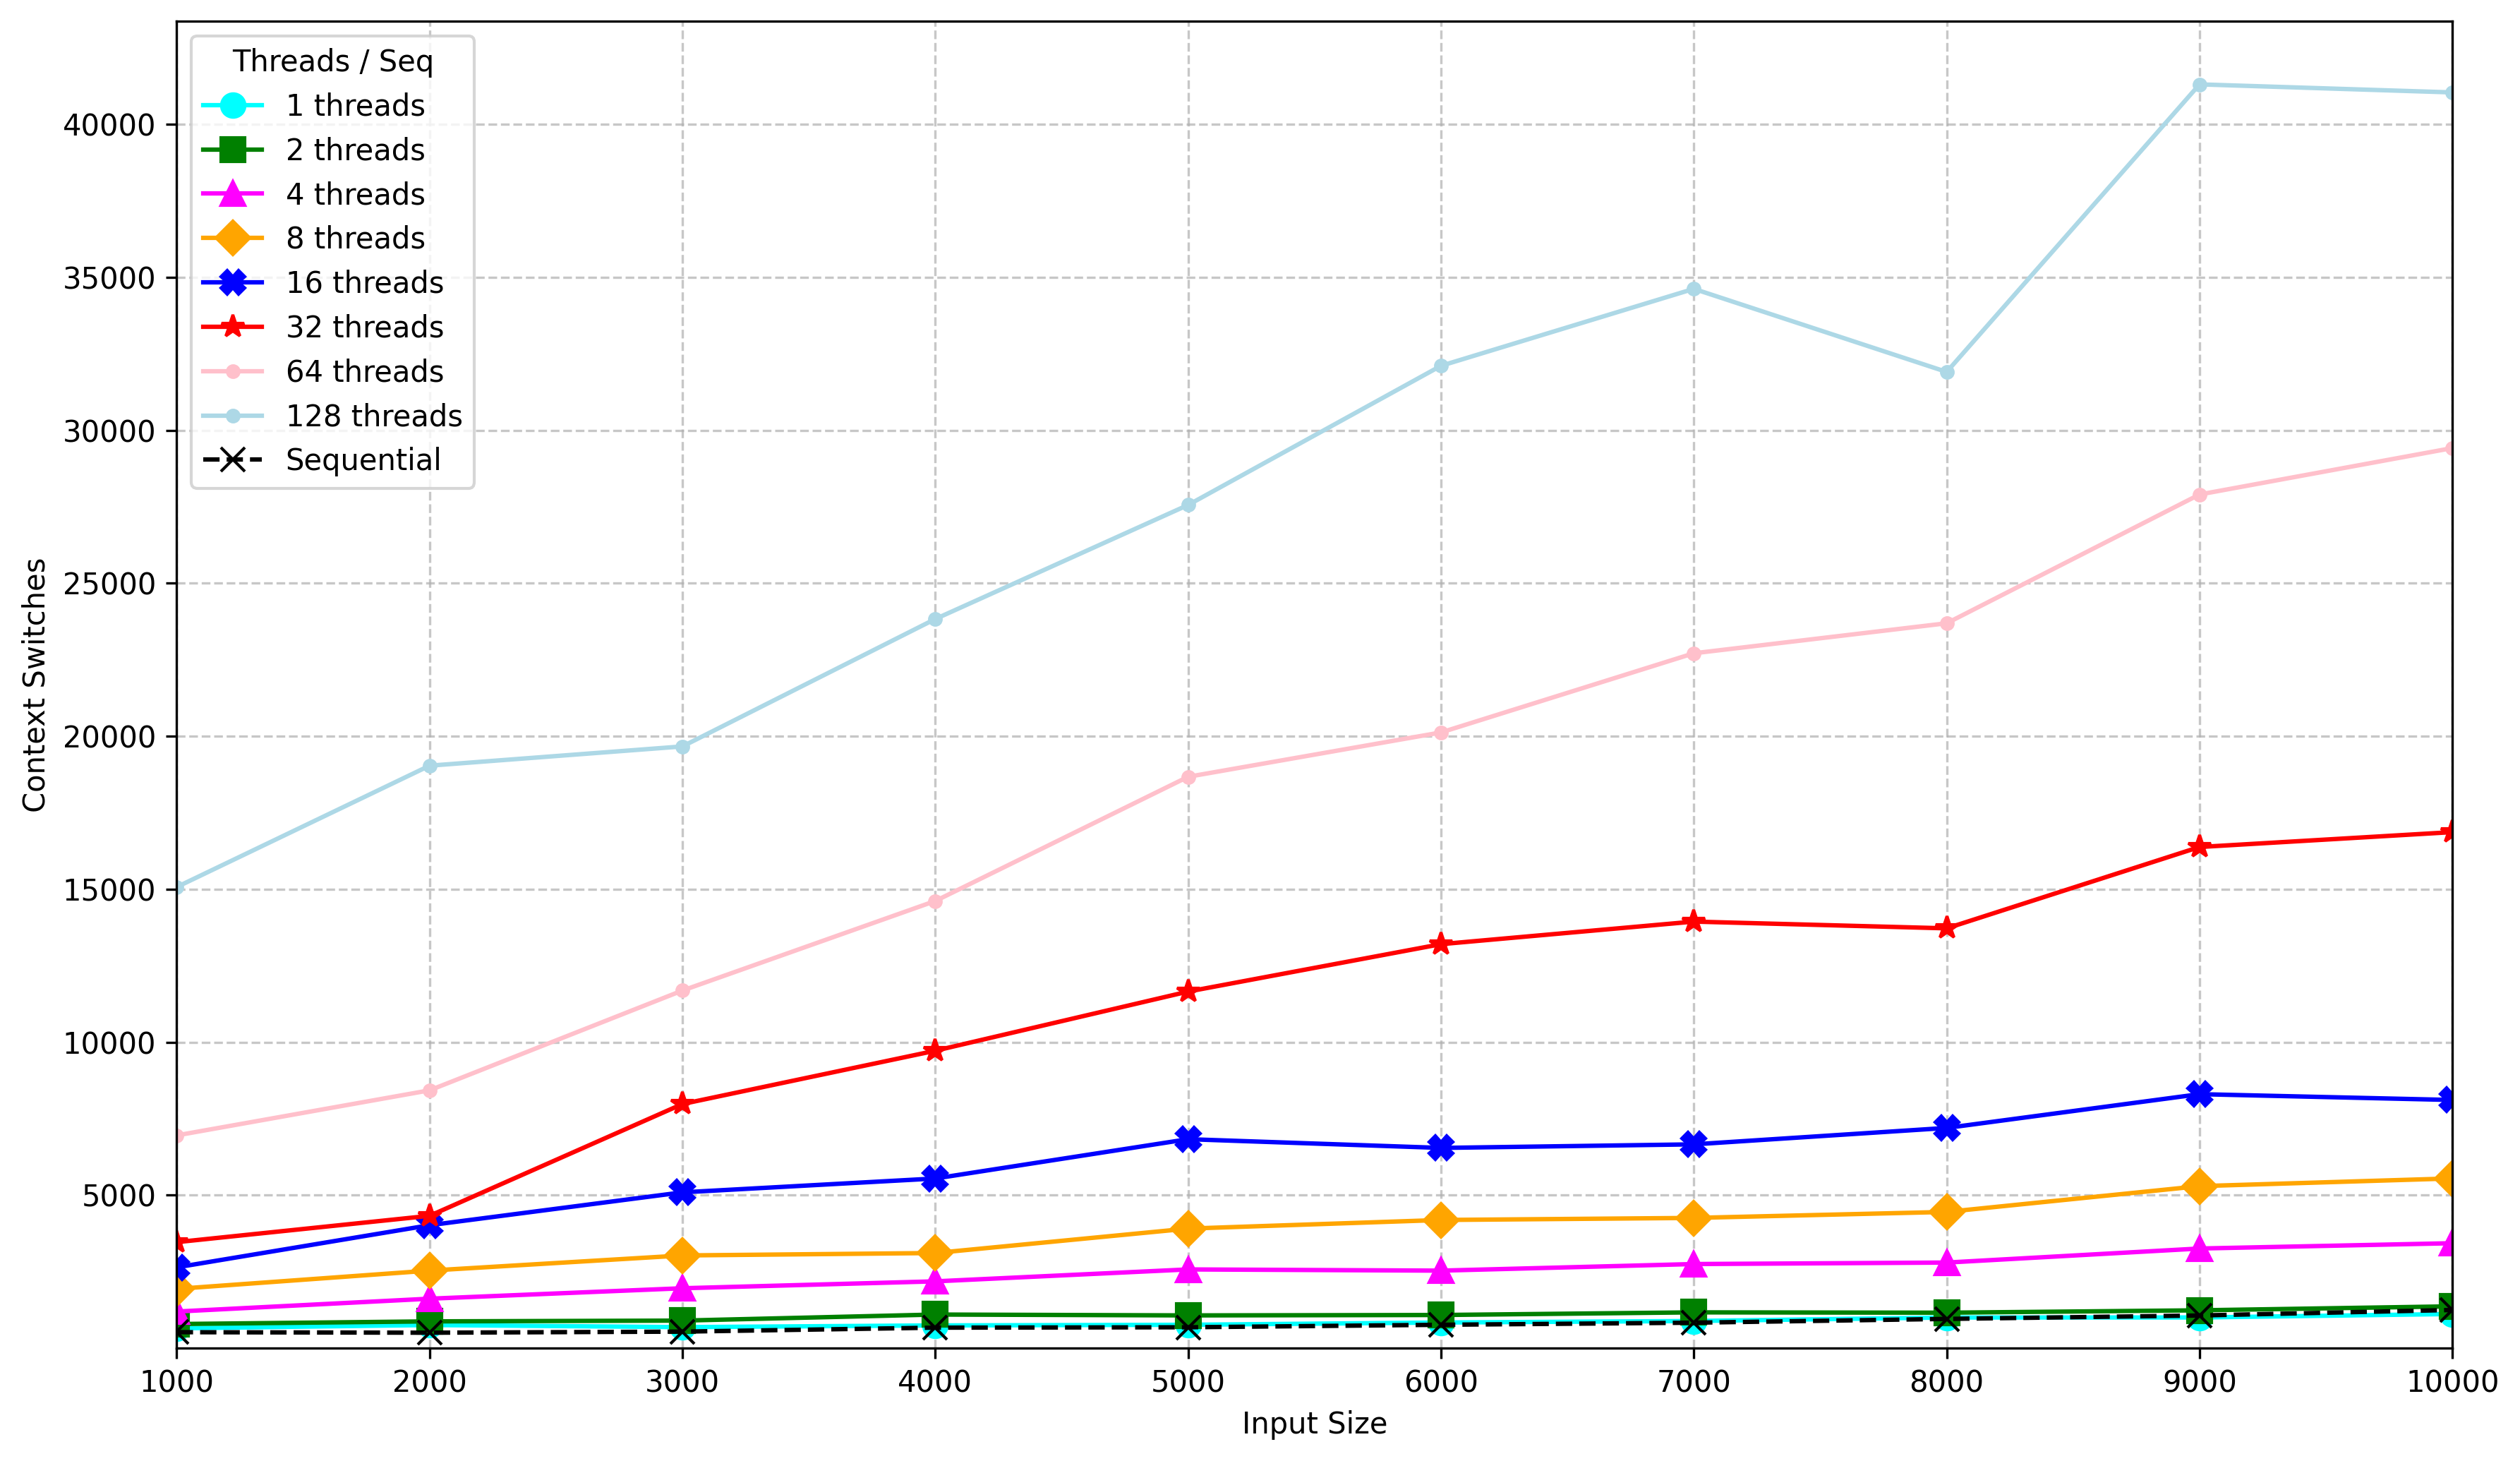 Threads / Seq
1 threads
2 threads
4 threads
8 threads
16 threads
32 threads
64 threads
128 threads
Sequential
40000
35000
30000
25000
20000
15000
10000
5000
Context Switches
1000 2000 3000 4000 5000 6000 7000 8000 9000 10000
Input Size